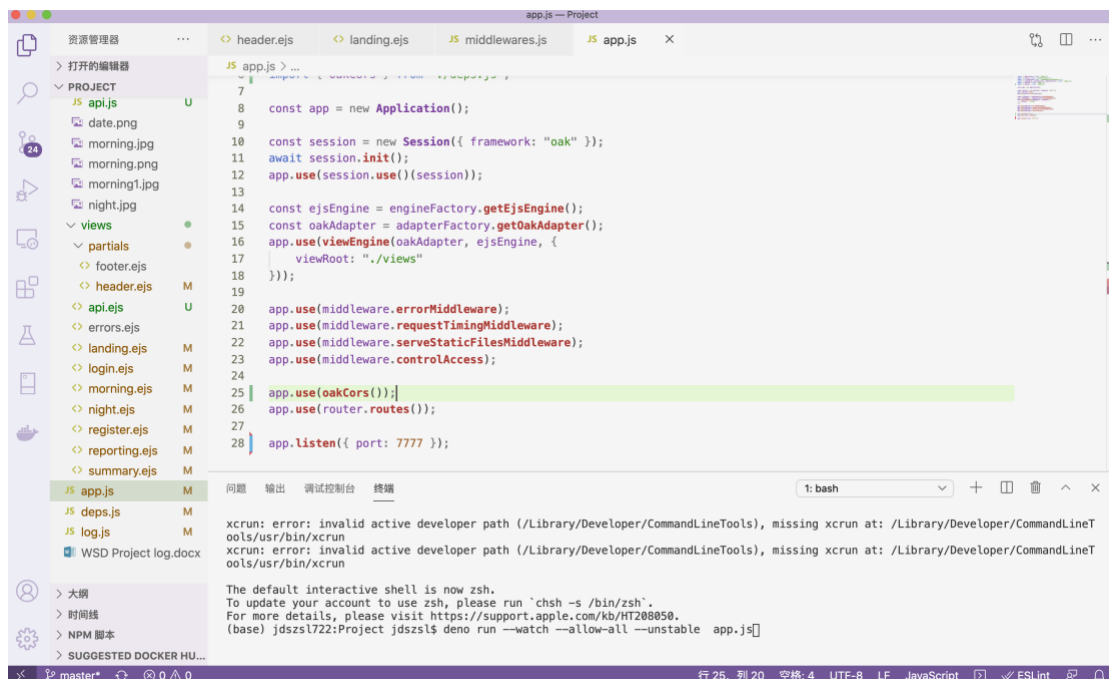 app.js — Project
资源管理器 ···
header.ejs landing.ejs JS middlewares.js JS app.js ×
打开的编辑器
PROJECT
JS api.js U
date.png
morning.jpg
morning.png
morning1.jpg
night.jpg
views
partials
footer.ejs
header.ejs M
api.ejs U
errors.ejs
landing.ejs M
login.ejs M
morning.ejs M
night.ejs M
register.ejs M
reporting.ejs M
summary.ejs M
JS app.js M
JS deps.js M
JS log.js M
WSD Project log.docx
大纲
时间线
NPM 脚本
SUGGESTED DOCKER HU...
24
JS app.js > ...
import { oakCors } from "./deps.js";
7
8 const app = new Application();
9
10 const session = new Session({ framework: "oak" });
11 await session.init();
12 app.use(session.use()(session));
13
14 const ejsEngine = engineFactory.getEjsEngine();
15 const oakAdapter = adapterFactory.getOakAdapter();
16 app.use(viewEngine(oakAdapter, ejsEngine, {
17 viewRoot: "./views"
18 }));
19
20 app.use(middleware.errorMiddleware);
21 app.use(middleware.requestTimingMiddleware);
22 app.use(middleware.serveStaticFilesMiddleware);
23 app.use(middleware.controlAccess);
24
25 app.use(oakCors());
26 app.use(router.routes());
27
28 app.listen({ port: 7777 });
问题 输出 调试控制台 终端 1: bash
xcrun: error: invalid active developer path (/Library/Developer/CommandLineTools), missing xcrun at: /Library/Developer/CommandLineT
ools/usr/bin/xcrun
xcrun: error: invalid active developer path (/Library/Developer/CommandLineTools), missing xcrun at: /Library/Developer/CommandLineT
ools/usr/bin/xcrun
The default interactive shell is now zsh.
To update your account to use zsh, please run `chsh -s /bin/zsh`.
For more details, please visit https://support.apple.com/kb/HT208050.
(base) jdszsl722:Project jdszsl$ deno run --watch --allow-all --unstable app.js
master* 0 0 行 25, 列 20 空格: 4 UTF-8 LF JavaScript ESLint